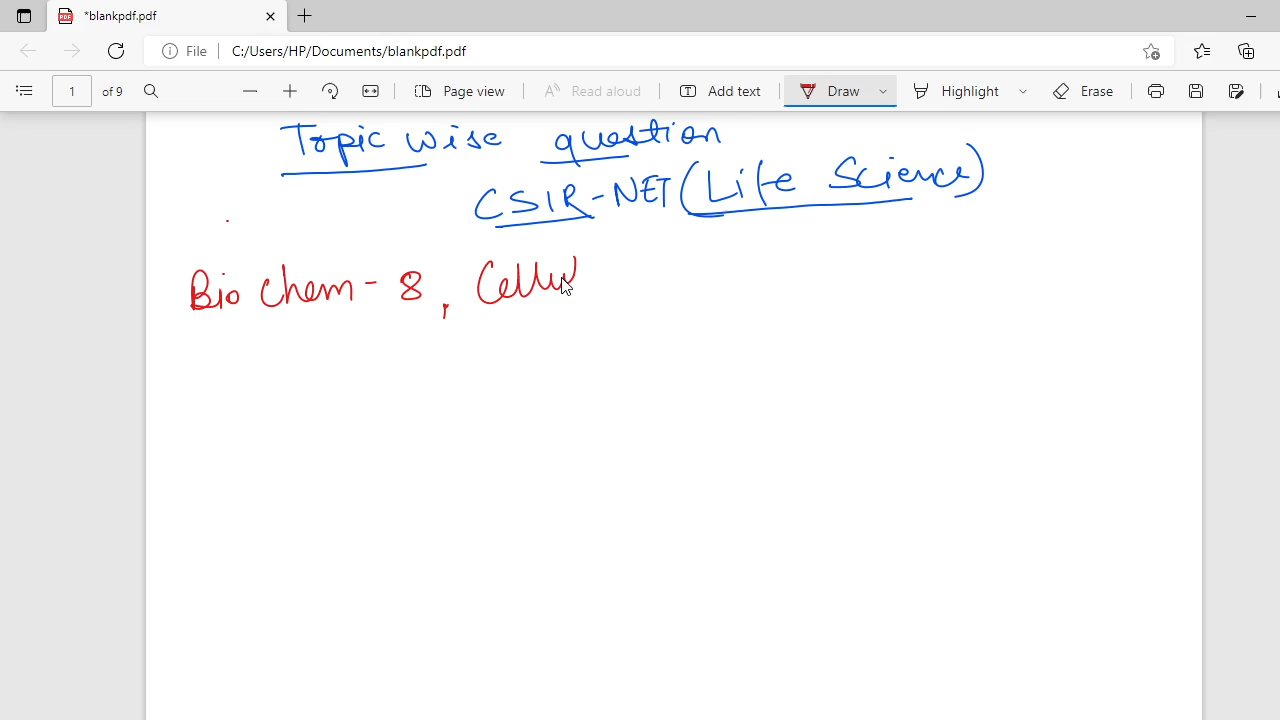 *blankpdf.pdf
File C:/Users/HP/Documents/blankpdf.pdf
1 of 9 Page view Read aloud Add text Draw Highlight Erase
Topic wise question
CSIR-NET (Life Science)
Bio Chem - 8 ,